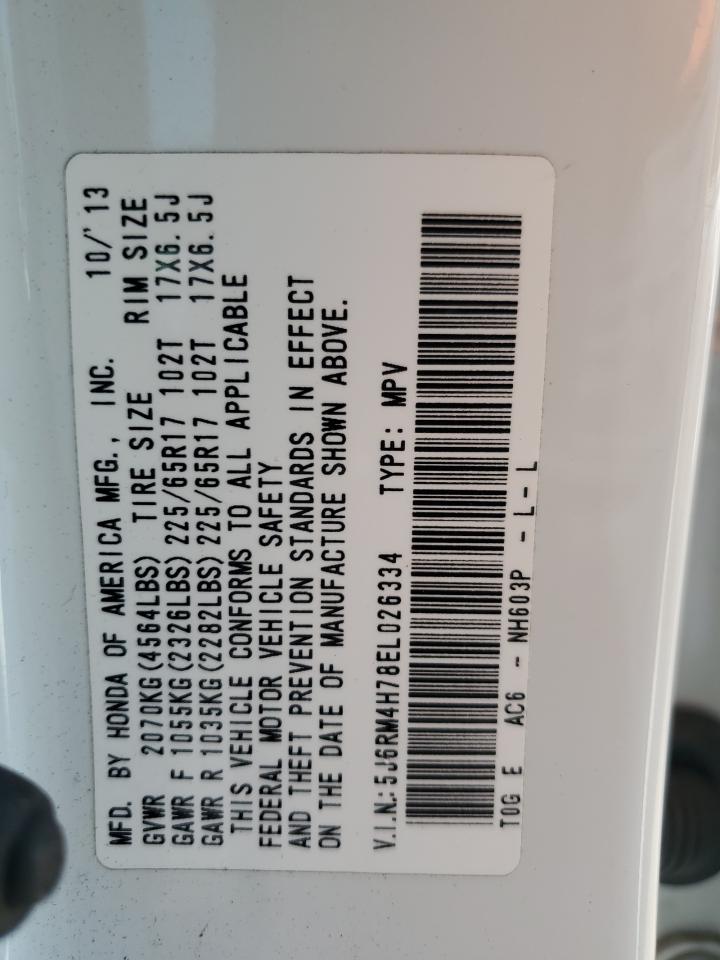 MFD. BY HONDA OF AMERICA MFG., INC. 10/'13
GVWR 2070KG(4564LBS) TIRE SIZE RIM SIZE
GAWR F 1055KG(2326LBS) 225/65R17 102T 17X6.5J
GAWR R 1035KG(2282LBS) 225/65R17 102T 17X6.5J
THIS VEHICLE CONFORMS TO ALL APPLICABLE
FEDERAL MOTOR VEHICLE SAFETY
AND THEFT PREVENTION STANDARDS IN EFFECT
ON THE DATE OF MANUFACTURE SHOWN ABOVE.
V.I.N.:5J6RM4H78EL026334 TYPE: MPV
T0G E AC6 - NH603P - L - L